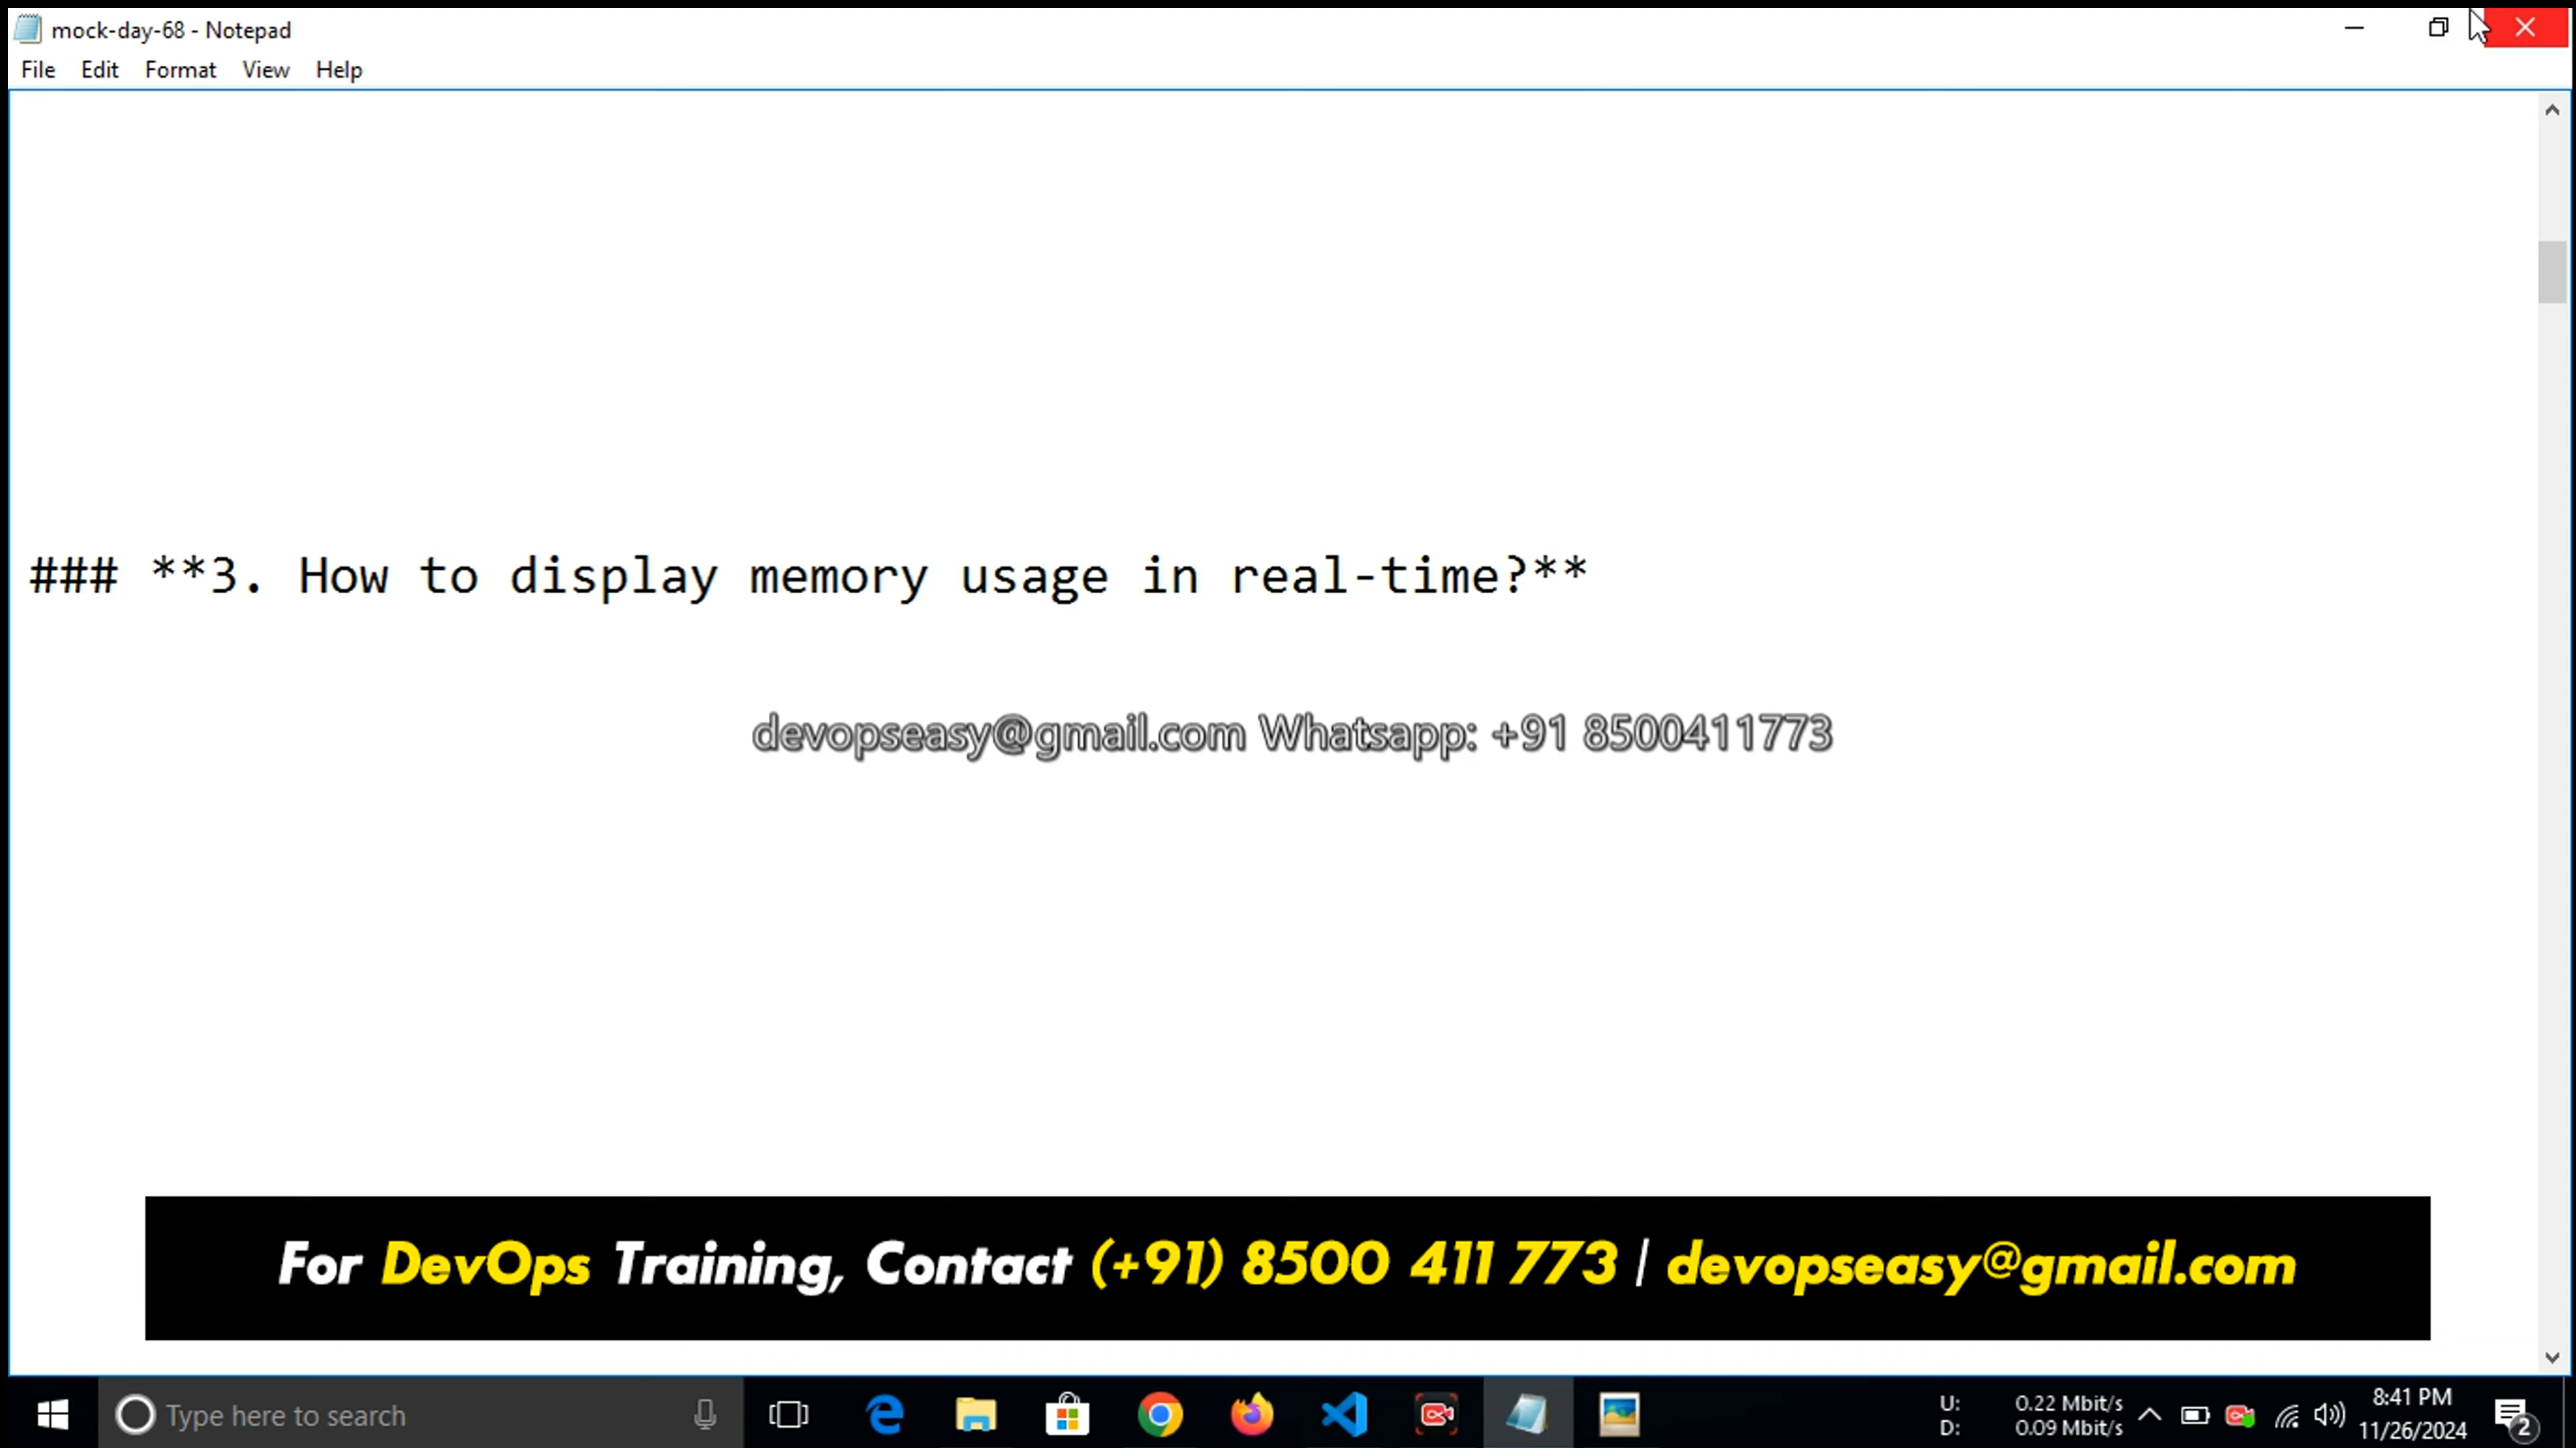 mock-day-68 - Notepad
File Edit Format View Help
### **3. How to display memory usage in real-time?**
devopseasy@gmail.com Whatsapp: +91 8500411773
For DevOps Training, Contact (+91) 8500 411 773 | devopseasy@gmail.com
Type here to search
U: 0.22 Mbit/s
D: 0.09 Mbit/s
8:41 PM
11/26/2024
2